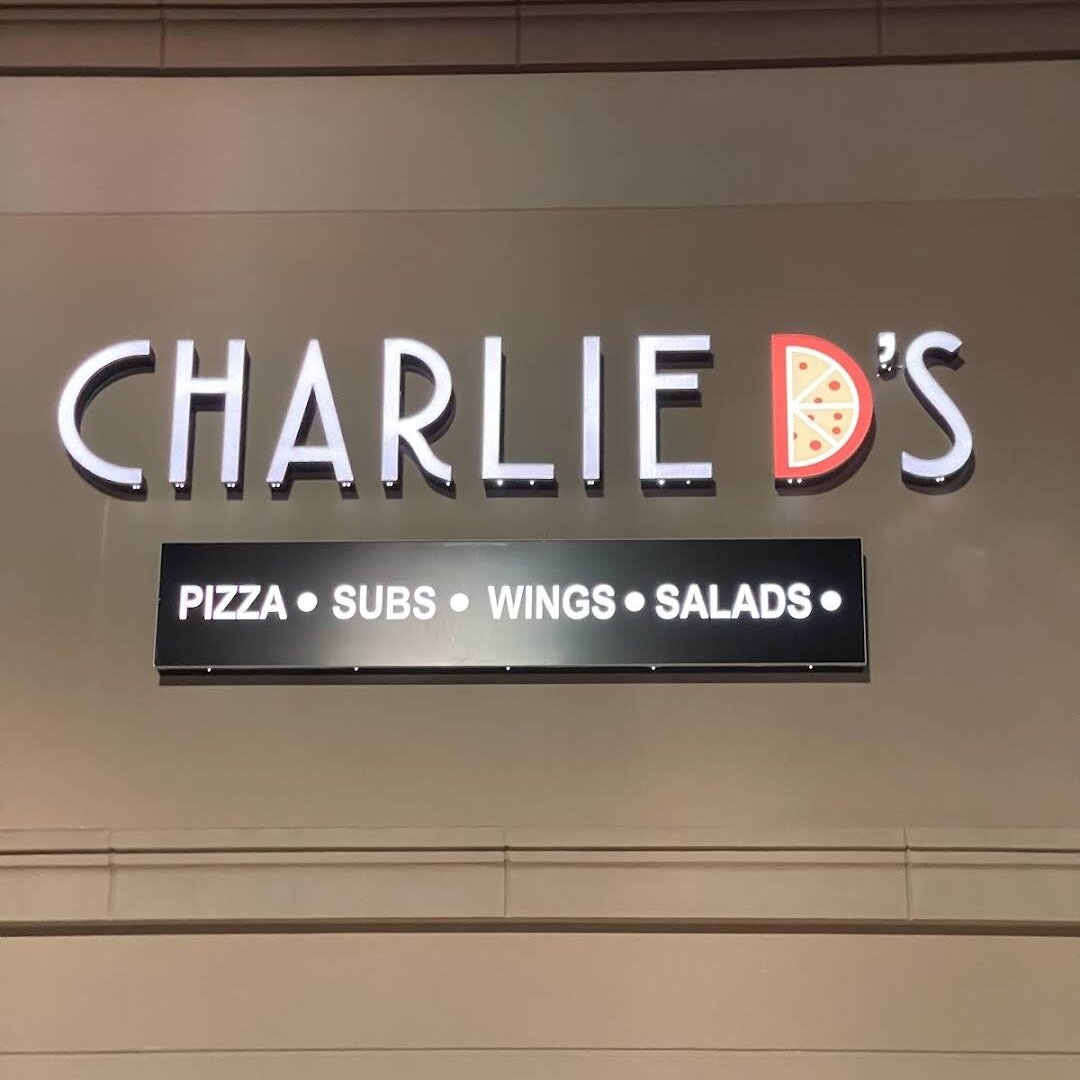 CHARLIE D'S
PIZZA • SUBS • WINGS • SALADS •